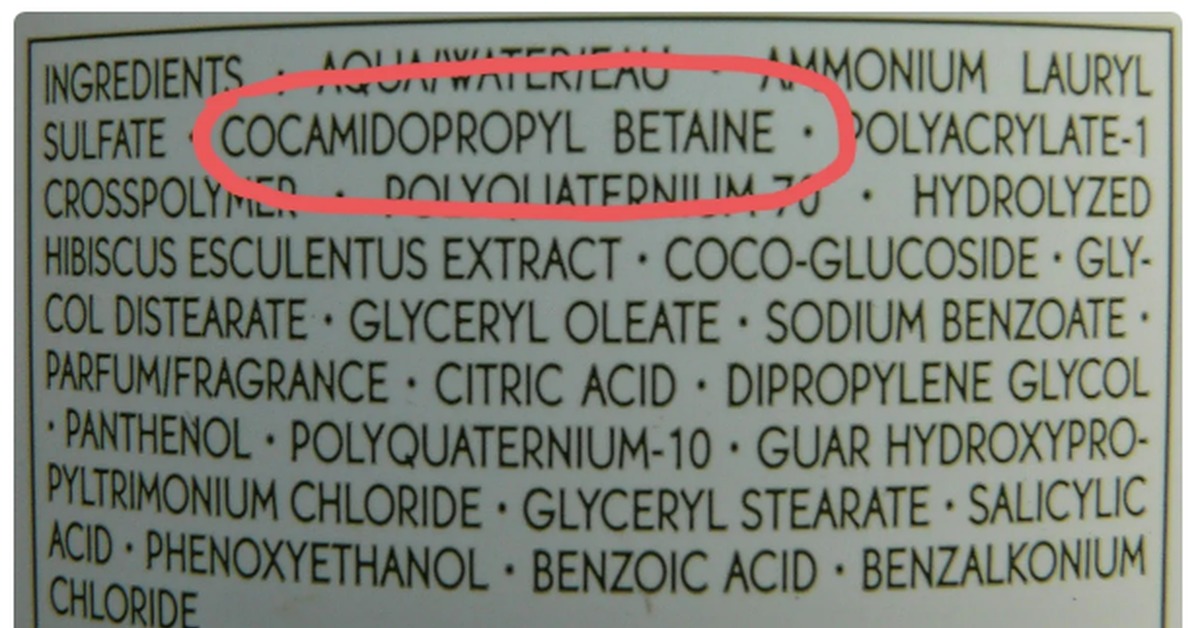 INGREDIENTS · AQUA/WATER/EAU · AMMONIUM LAURYL
SULFATE · COCAMIDOPROPYL BETAINE · POLYACRYLATE-1
CROSSPOLYMER · POLYQUATERNIUM-70 · HYDROLYZED
HIBISCUS ESCULENTUS EXTRACT · COCO-GLUCOSIDE · GLY-
COL DISTEARATE · GLYCERYL OLEATE · SODIUM BENZOATE ·
PARFUM/FRAGRANCE · CITRIC ACID · DIPROPYLENE GLYCOL
· PANTHENOL · POLYQUATERNIUM-10 · GUAR HYDROXYPRO-
PYLTRIMONIUM CHLORIDE · GLYCERYL STEARATE · SALICYLIC
ACID · PHENOXYETHANOL · BENZOIC ACID · BENZALKONIUM
CHLORIDE